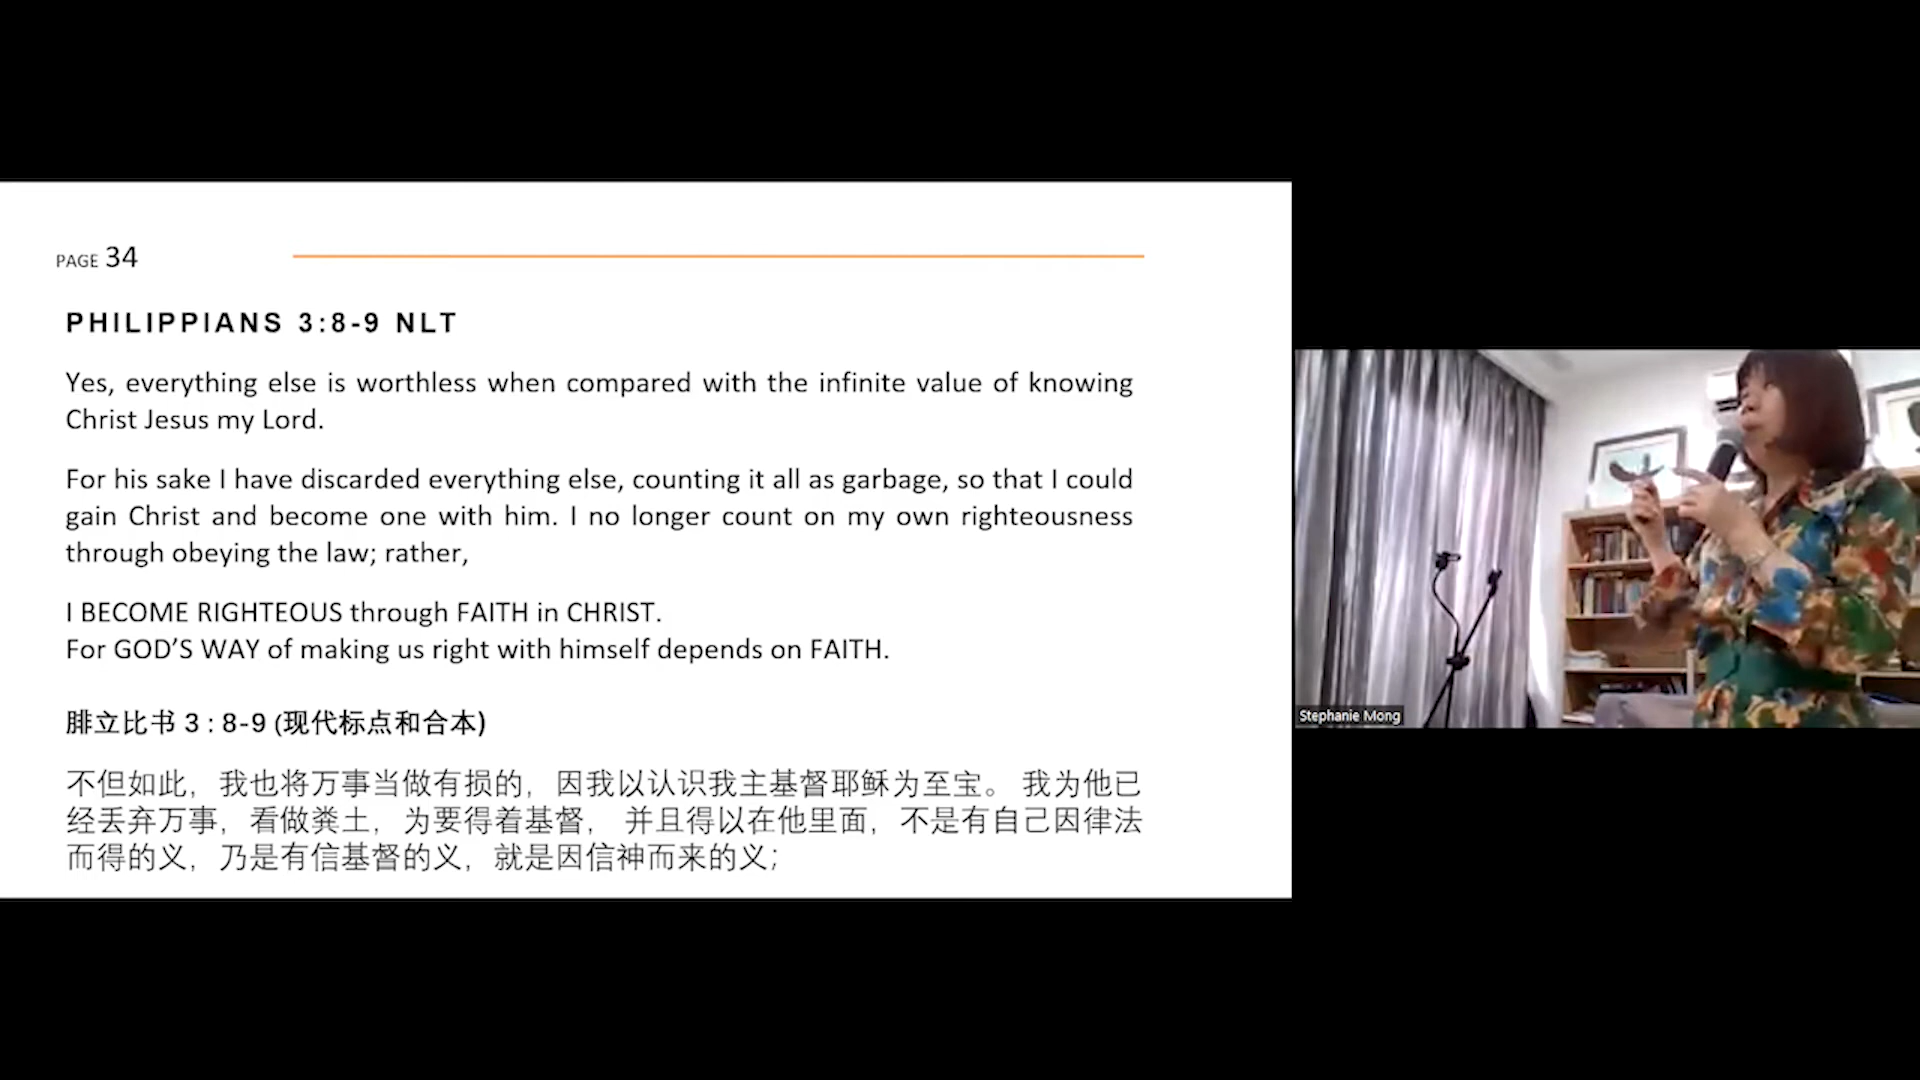 PAGE 34
PHILIPPIANS 3:8-9 NLT
Yes, everything else is worthless when compared with the infinite value of knowing
Christ Jesus my Lord.
For his sake I have discarded everything else, counting it all as garbage, so that I could
gain Christ and become one with him. I no longer count on my own righteousness
through obeying the law; rather,
I BECOME RIGHTEOUS through FAITH in CHRIST.
For GOD’S WAY of making us right with himself depends on FAITH.
腓立比书 3 : 8-9 (现代标点和合本)
不但如此，我也将万事当做有损的，因我以认识我主基督耶稣为至宝。 我为他已
经丢弃万事，看做粪土，为要得着基督， 并且得以在他里面，不是有自己因律法
而得的义，乃是有信基督的义，就是因信神而来的义;
Stephanie Mong